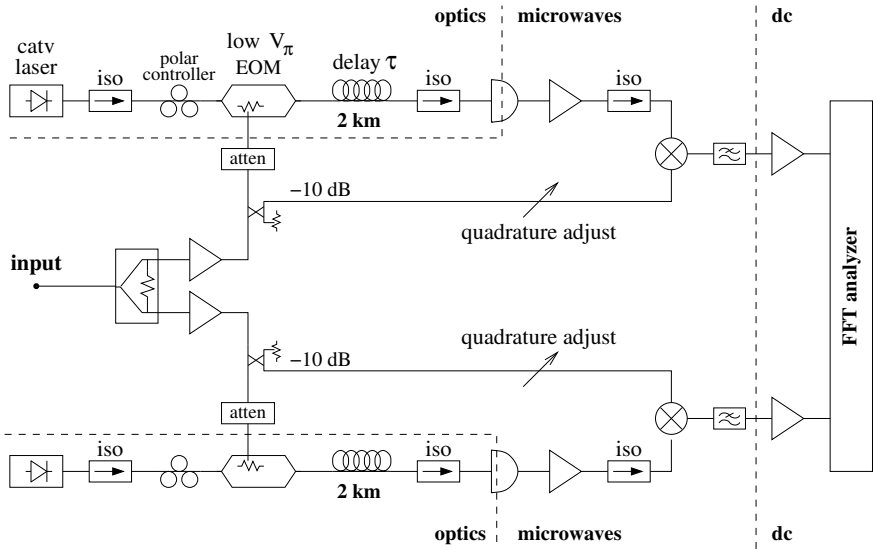 optics
microwaves
dc
catv
laser
iso
polar
controller
low Vπ
EOM
delay τ
2 km
iso
iso
atten
−10 dB
quadrature adjust
input
FFT analyzer
−10 dB
quadrature adjust
atten
iso
iso
iso
2 km
optics
microwaves
dc